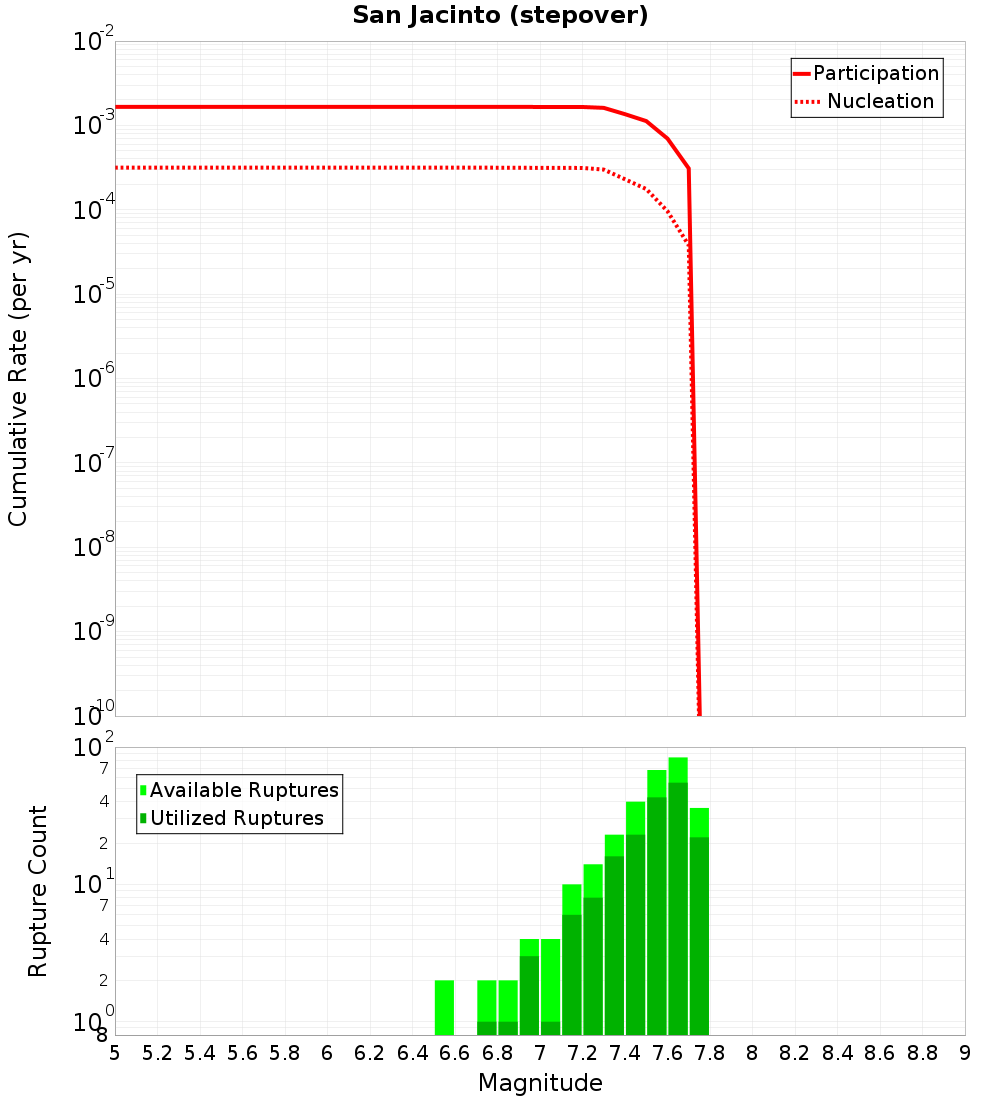 San Jacinto (stepover)
10-2
10-3
10-4
10-5
10-6
10-7
10-8
10-9
10-10
Cumulative Rate (per yr)
Participation
Nucleation
102
7
4
2
101
7
4
2
100
8
Rupture Count
Available Ruptures
Utilized Ruptures
5 5.2 5.4 5.6 5.8 6 6.2 6.4 6.6 6.8 7 7.2 7.4 7.6 7.8 8 8.2 8.4 8.6 8.8 9
Magnitude